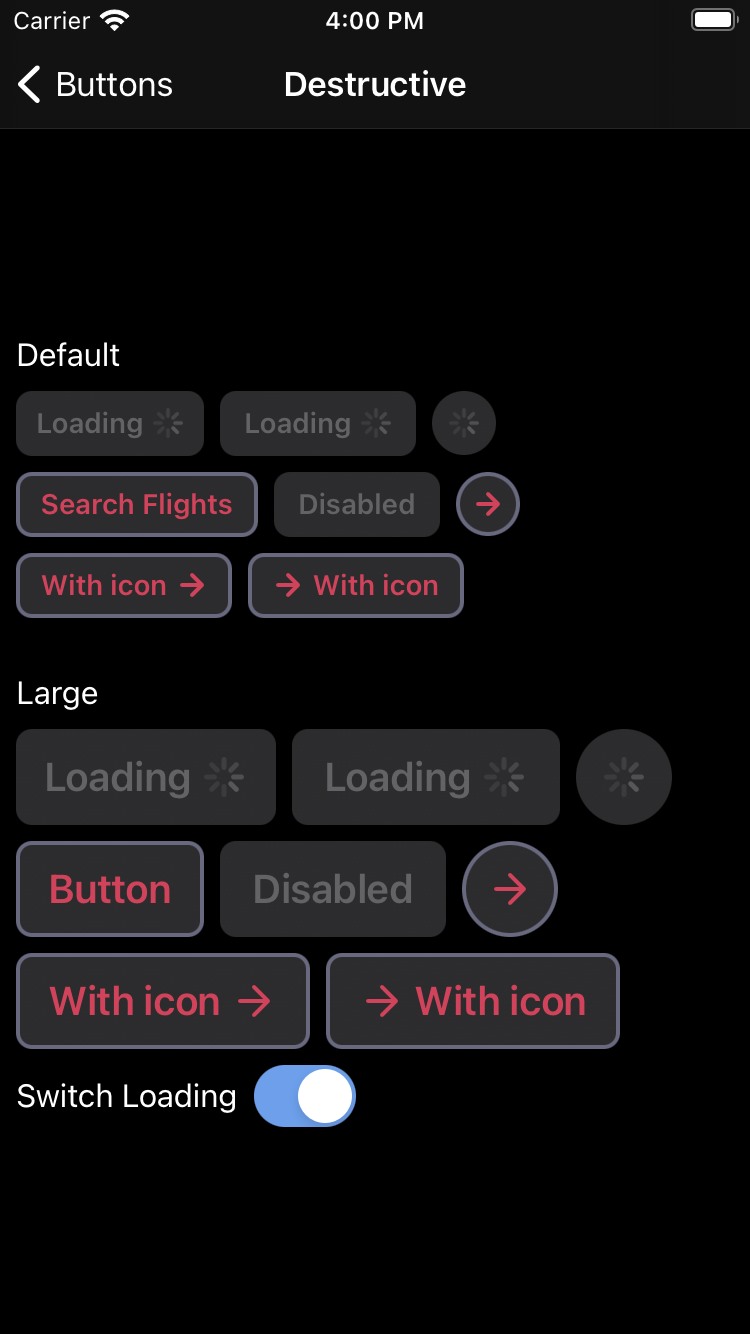 Carrier 4:00 PM
Buttons Destructive
Default
Loading Loading
Search Flights Disabled
With icon With icon
Large
Loading Loading
Button Disabled
With icon With icon
Switch Loading